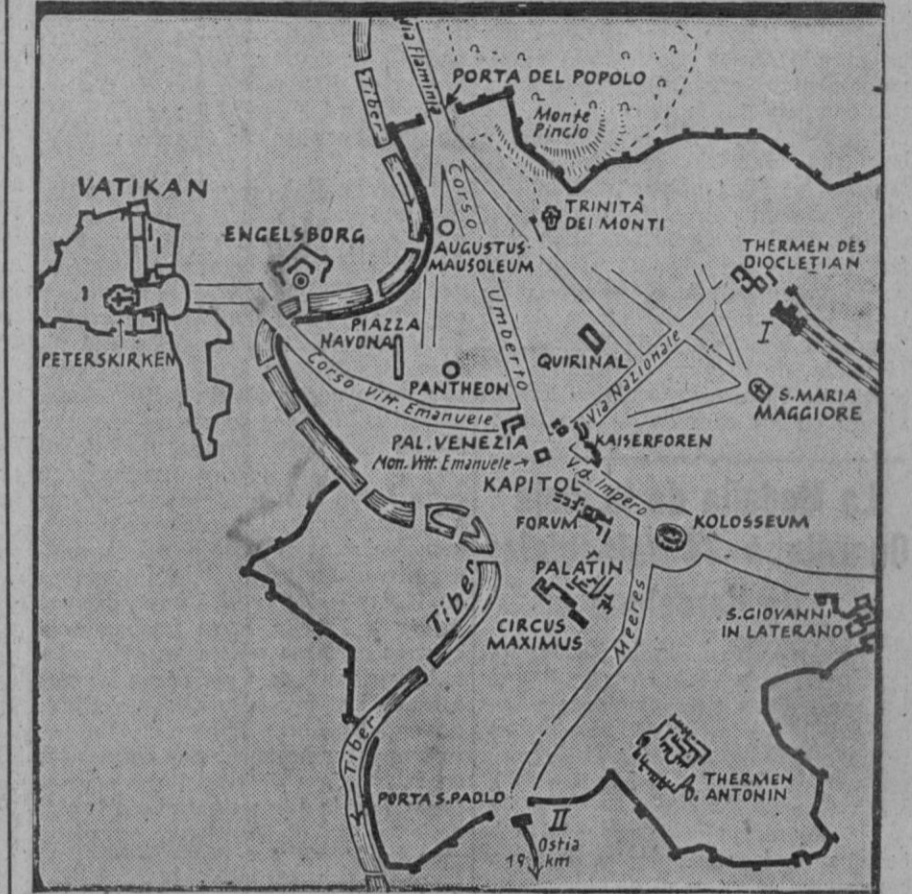 Via Flaminia
Tiber
PORTA DEL POPOLO
Monte
Pincio
VATIKAN
ENGELSBORG
Corso
TRINITÀ
DEI MONTI
AUGUSTUS-
MAUSOLEUM
THERMEN DES
DIOCLETIAN
Umberto
PIAZZA
NAVONA
I
PETERSKIRKEN
QUIRINAL
Via Nazionale
PANTHEON
Corso Vitt. Emanuele
S. MARIA
MAGGIORE
PAL. VENEZIA
KAISERFOREN
Mon. Vitt. Emanuele
KAPITOL
V. d. Impero
FORUM
KOLOSSEUM
PALATIN
Tiber
CIRCUS
MAXIMUS
Meeres
S. GIOVANNI
IN LATERANO
Tiber
THERMEN
D. ANTONIN
PORTA S. PAOLO
II
Ostia
19 km